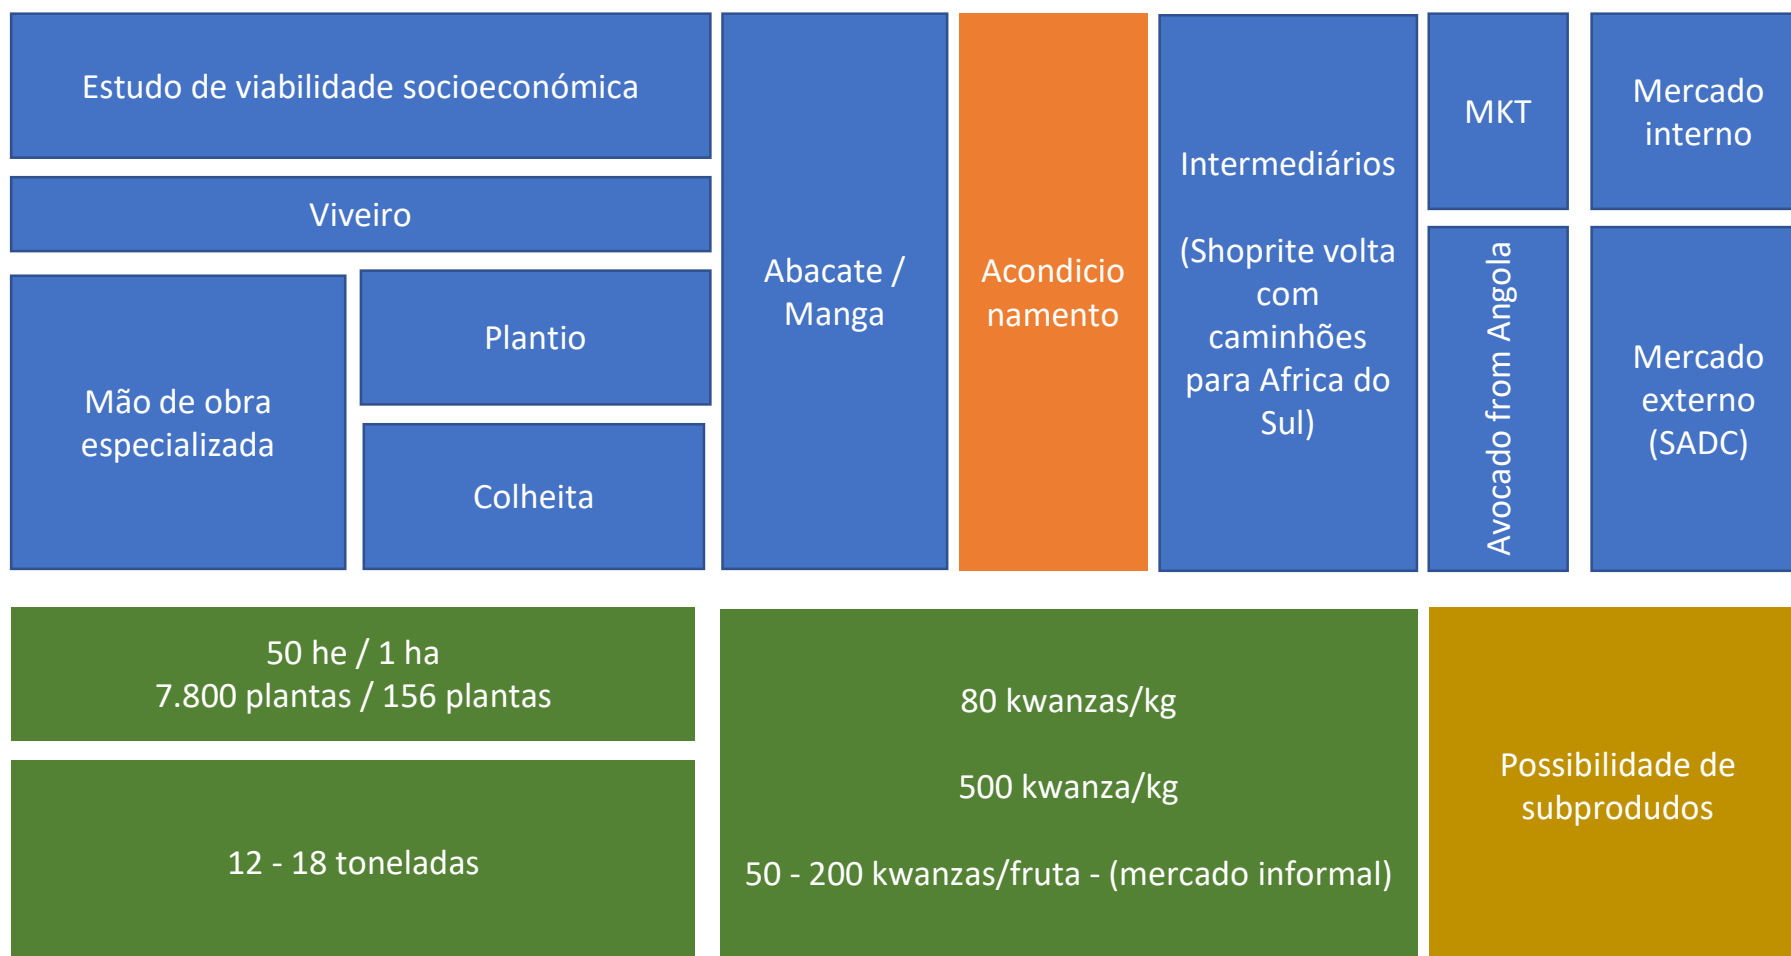 Estudo de viabilidade socioeconómica
Viveiro
Mão de obra
especializada
Plantio
Colheita
Abacate /
Manga
Acondicio
namento
Intermediários
(Shoprite volta
com
caminhões
para Africa do
Sul)
MKT
Avocado from Angola
Mercado
interno
Mercado
externo
(SADC)
50 he / 1 ha
7.800 plantas / 156 plantas
12 - 18 toneladas
80 kwanzas/kg
500 kwanza/kg
50 - 200 kwanzas/fruta - (mercado informal)
Possibilidade de
subprodudos